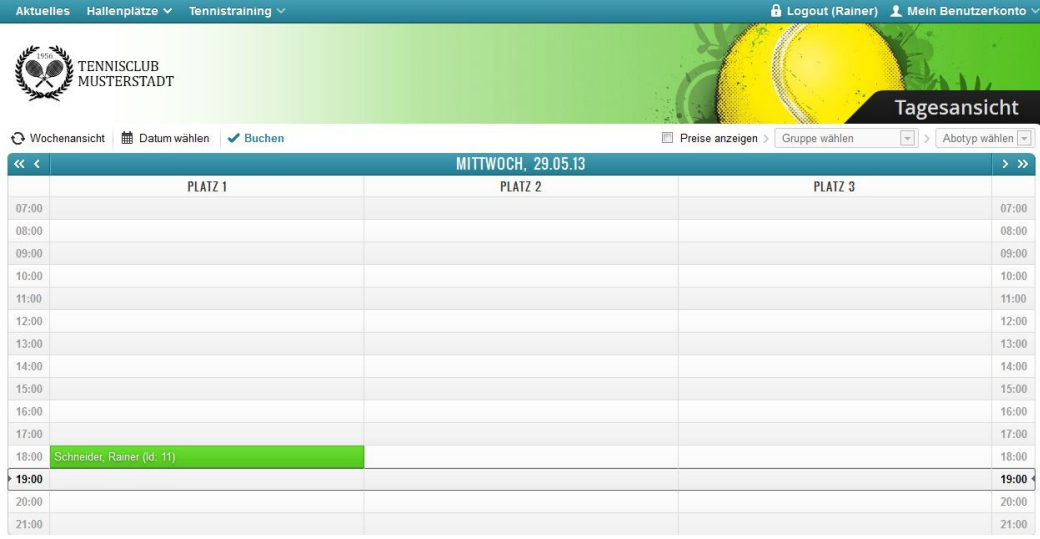 Aktuelles Hallenplätze Tennistraining Logout (Rainer) Mein Benutzerkonto
1956
TENNISCLUB
MUSTERSTADT
Tagesansicht
Wochenansicht Datum wählen Buchen Preise anzeigen > Gruppe wählen > Abotyp wählen
« < MITTWOCH, 29.05.13 > »
PLATZ 1 PLATZ 2 PLATZ 3
07:00 07:00
08:00 08:00
09:00 09:00
10:00 10:00
11:00 11:00
12:00 12:00
13:00 13:00
14:00 14:00
15:00 15:00
16:00 16:00
17:00 17:00
18:00 Schneider, Rainer (Id: 11) 18:00
19:00 19:00
20:00 20:00
21:00 21:00